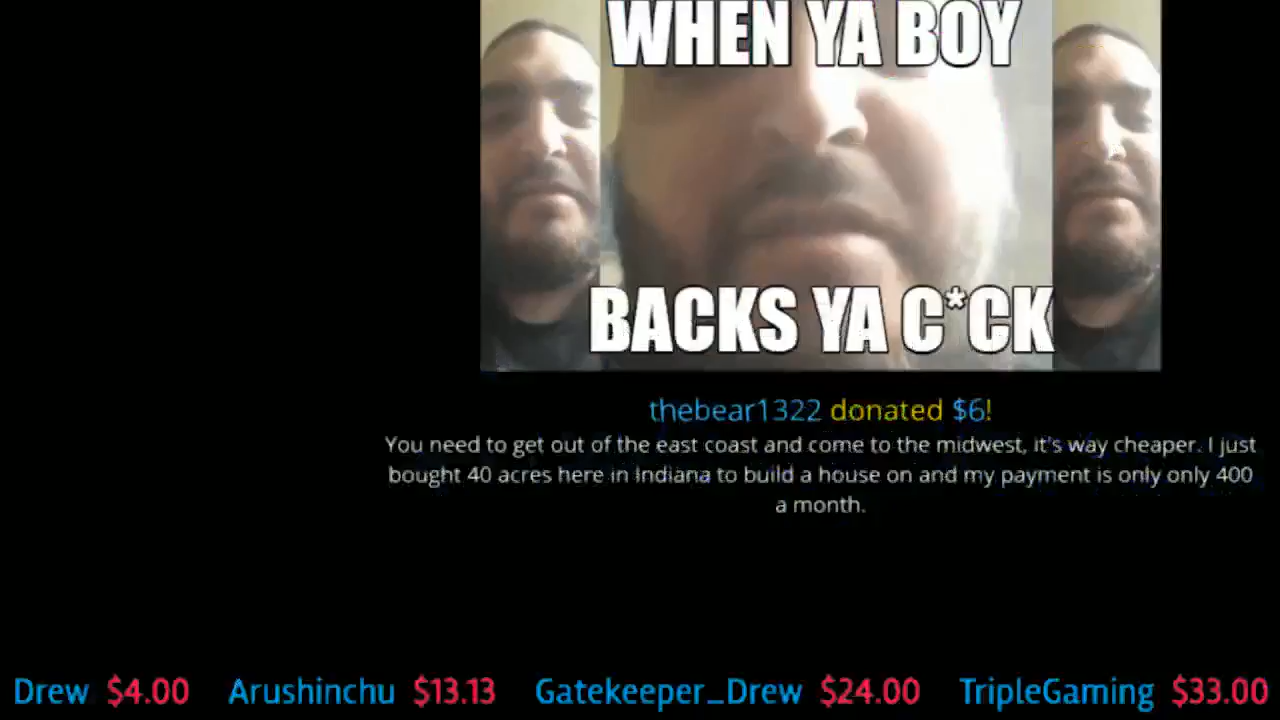 WHEN YA BOY
BACKS YA C*CK
thebear1322 donated $6!
You need to get out of the east coast and come to the midwest, it's way cheaper. I just
bought 40 acres here in Indiana to build a house on and my payment is only only 400
a month.
Drew $4.00 Arushinchu $13.13 Gatekeeper_Drew $24.00 TripleGaming $33.00